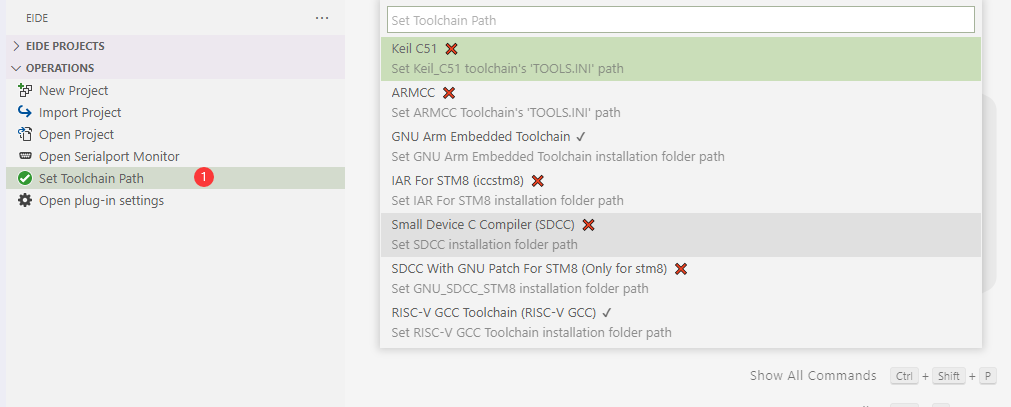 EIDE
...
EIDE PROJECTS
OPERATIONS
New Project
Import Project
Open Project
Open Serialport Monitor
Set Toolchain Path 1
Open plug-in settings
Set Toolchain Path
Keil C51 ❌
Set Keil_C51 toolchain's 'TOOLS.INI' path
ARMCC ❌
Set ARMCC Toolchain's 'TOOLS.INI' path
GNU Arm Embedded Toolchain ✓
Set GNU Arm Embedded Toolchain installation folder path
IAR For STM8 (iccstm8) ❌
Set IAR For STM8 installation folder path
Small Device C Compiler (SDCC) ❌
Set SDCC installation folder path
SDCC With GNU Patch For STM8 (Only for stm8) ❌
Set GNU_SDCC_STM8 installation folder path
RISC-V GCC Toolchain (RISC-V GCC) ✓
Set RISC-V GCC Toolchain installation folder path
Show All Commands Ctrl + Shift + P